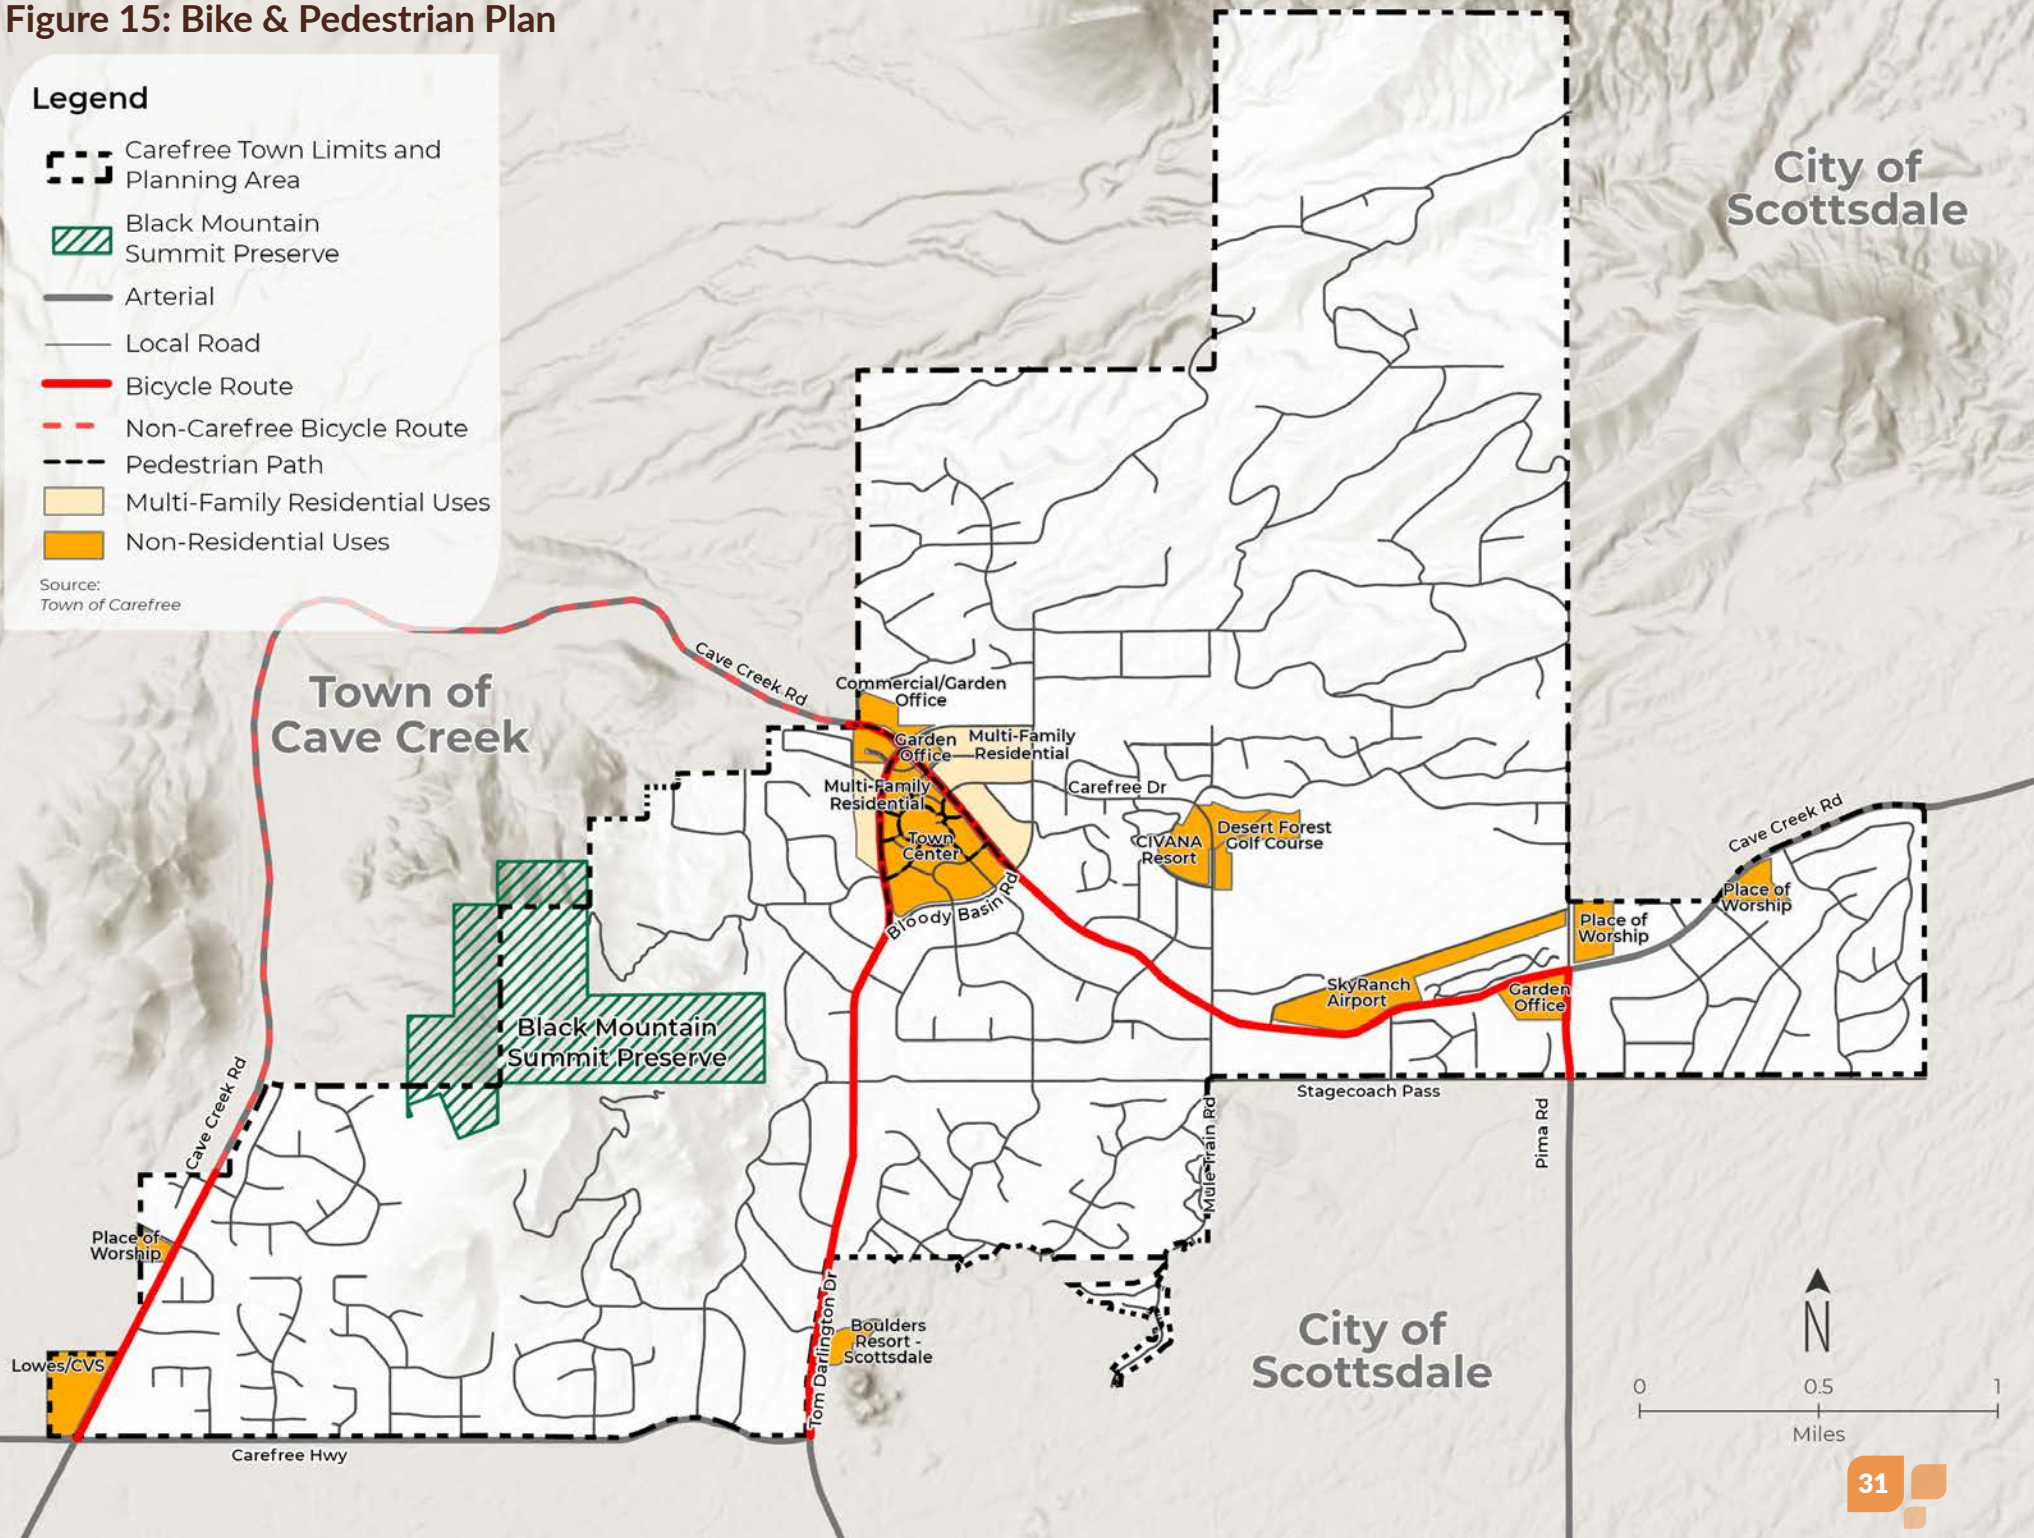 Figure 15: Bike & Pedestrian Plan
Legend
Carefree Town Limits and
Planning Area
Black Mountain
Summit Preserve
Arterial
Local Road
Bicycle Route
Non-Carefree Bicycle Route
Pedestrian Path
Multi-Family Residential Uses
Non-Residential Uses
Source:
Town of Carefree
City of
Scottsdale
Town of
Cave Creek
Cave Creek Rd
Commercial/Garden
Office
Garden
Office
Multi-Family
Residential
Multi-Family
Residential
Carefree Dr
Town
Center
CIVANA
Resort
Desert Forest
Golf Course
Cave Creek Rd
Place of
Worship
Place of
Worship
Bloody Basin Rd
SkyRanch
Airport
Garden
Office
Black Mountain
Summit Preserve
Cave Creek Rd
Stagecoach Pass
Mule Train Rd
Pima Rd
Place of
Worship
Tom Darlington Dr
Boulders
Resort -
Scottsdale
City of
Scottsdale
Lowes/CVS
Carefree Hwy
N
0 0.5 1
Miles
31